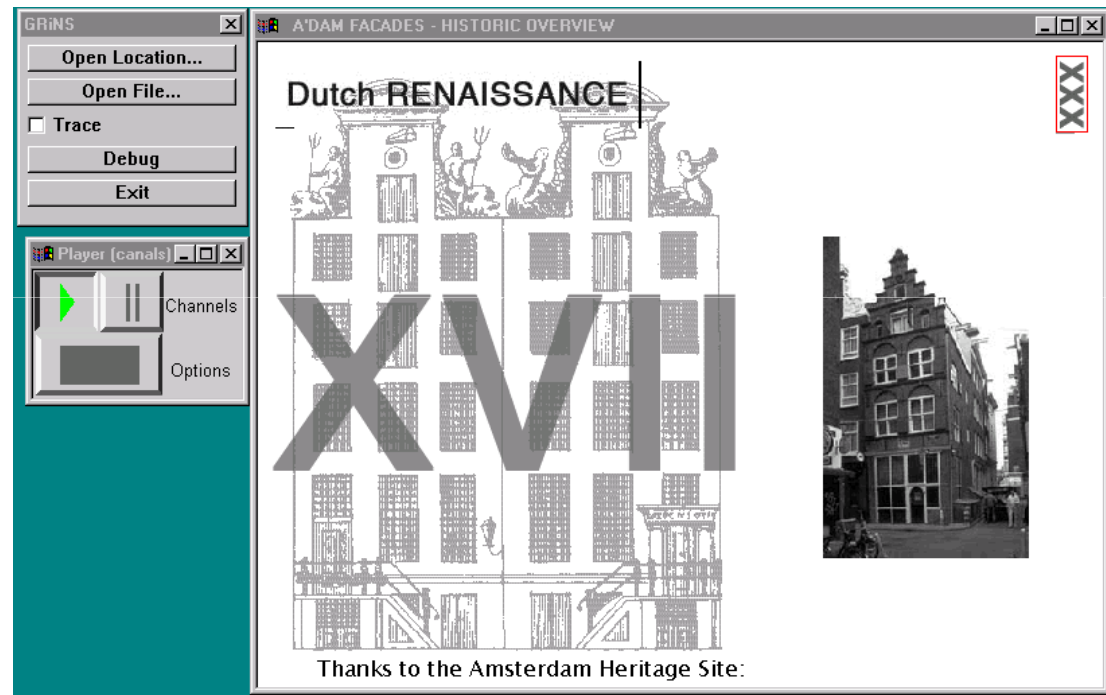 GRiNS
Open Location...
Open File...
Trace
Debug
Exit
Player (canals)
Channels
Options
A'DAM FACADES - HISTORIC OVERVIEW
Dutch RENAISSANCE
XXX
XVII
Thanks to the Amsterdam Heritage Site: